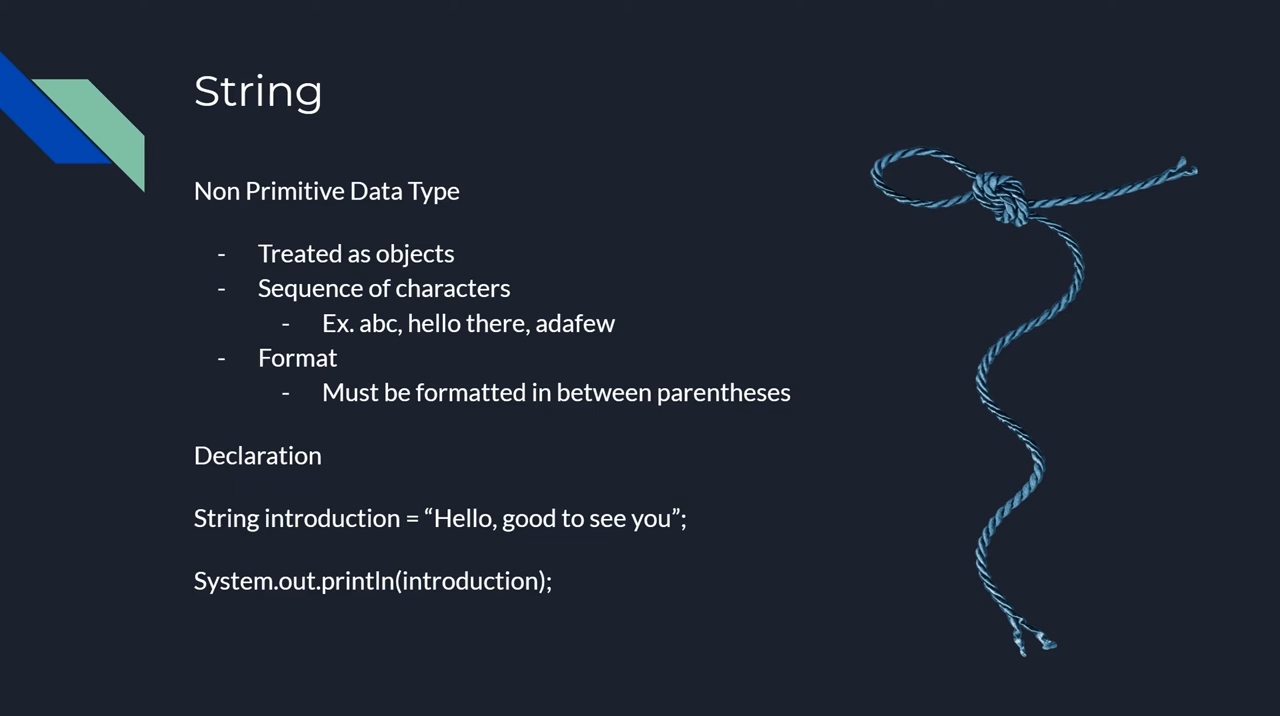 String
Non Primitive Data Type
- Treated as objects
- Sequence of characters
- Ex. abc, hello there, adafew
- Format
- Must be formatted in between parentheses
Declaration
String introduction = “Hello, good to see you”;
System.out.println(introduction);